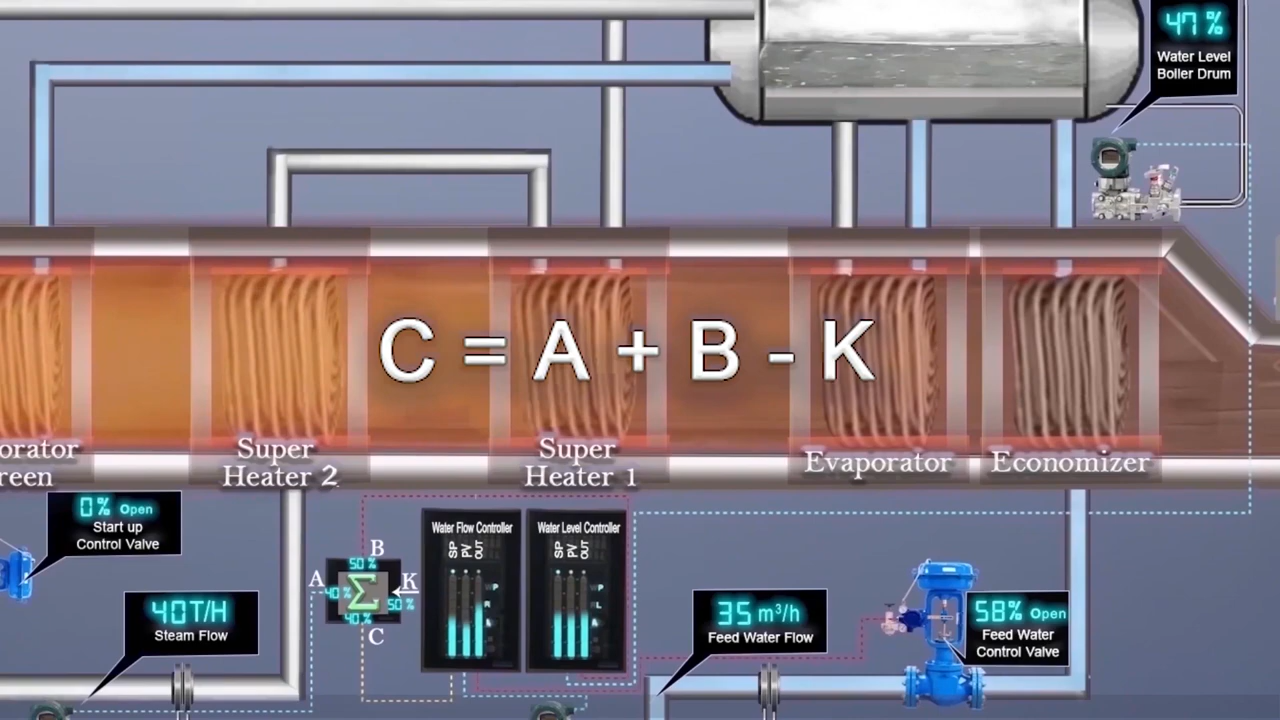 47 %
Water Level
Boiler Drum
C = A + B - K
orator
reen
Super
Heater 2
Super
Heater 1
Evaporator
Economizer
0% Open
Start up
Control Valve
40T/H
Steam Flow
B
50 %
A
40 %
Σ
K
50 %
40 %
C
Water Flow Controller
SP PV OUT
P
R
Water Level Controller
SP PV OUT
P
L
35 m³/h
Feed Water Flow
58% Open
Feed Water
Control Valve